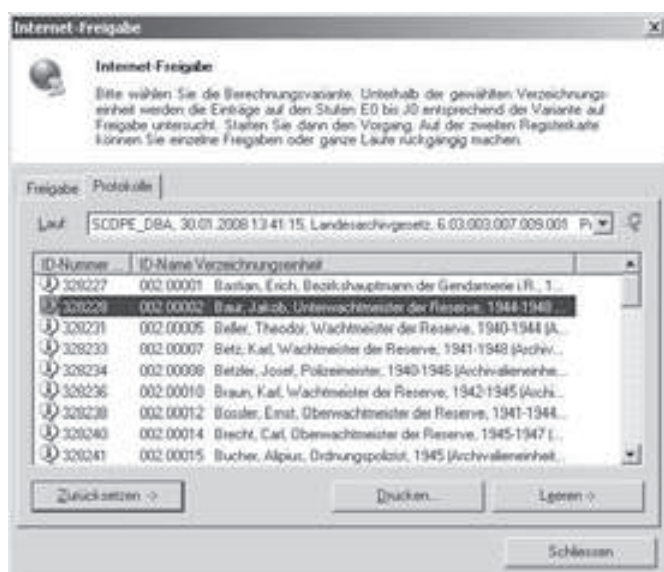 Internet-Freigabe
Internet-Freigabe
Bitte wählen Sie die Berechnungsvariante. Unterhalb der gewählten Verzeichnungs-
einheit werden die Einträge auf den Stufen E0 bis J0 entsprechend der Variante auf
Freigabe untersucht. Starten Sie dann den Vorgang. Auf der zweiten Registerkarte
können Sie einzelne Freigaben oder ganze Läufe rückgängig machen.
Freigabe Protokolle
Lauf: SCOPE_DBA, 30.01.2008 13:41:15, Landesarchivgesetz, 6.03.003.007.009.001
ID-Nummer ... ID-Name Verzeichnungseinheit
328227 002.00001 Bastian, Erich, Bezirkshauptmann der Gendarmerie i.R., 1...
328228 002.00002 Baur, Jakob, Unterwachtmeister der Reserve, 1944-1948 ...
328231 002.00005 Beller, Theodor, Wachtmeister der Reserve, 1940-1944 (A...
328233 002.00007 Betz, Karl, Wachtmeister der Reserve, 1941-1948 (Archiv...
328234 002.00008 Betzler, Josef, Polizeimeister, 1940-1946 (Archivalieneinhe...
328236 002.00010 Braun, Karl, Wachtmeister der Reserve, 1942-1945 (Archi...
328238 002.00012 Bossler, Ernst, Oberwachtmeister der Reserve, 1941-1944...
328240 002.00014 Brecht, Carl, Oberwachtmeister der Reserve, 1945-1947 (...
328241 002.00015 Bucher, Alipius, Ordnungspolizist, 1945 (Archivalieneinheit...
Zurücksetzen -> Drucken... Leeren ->
Schliessen